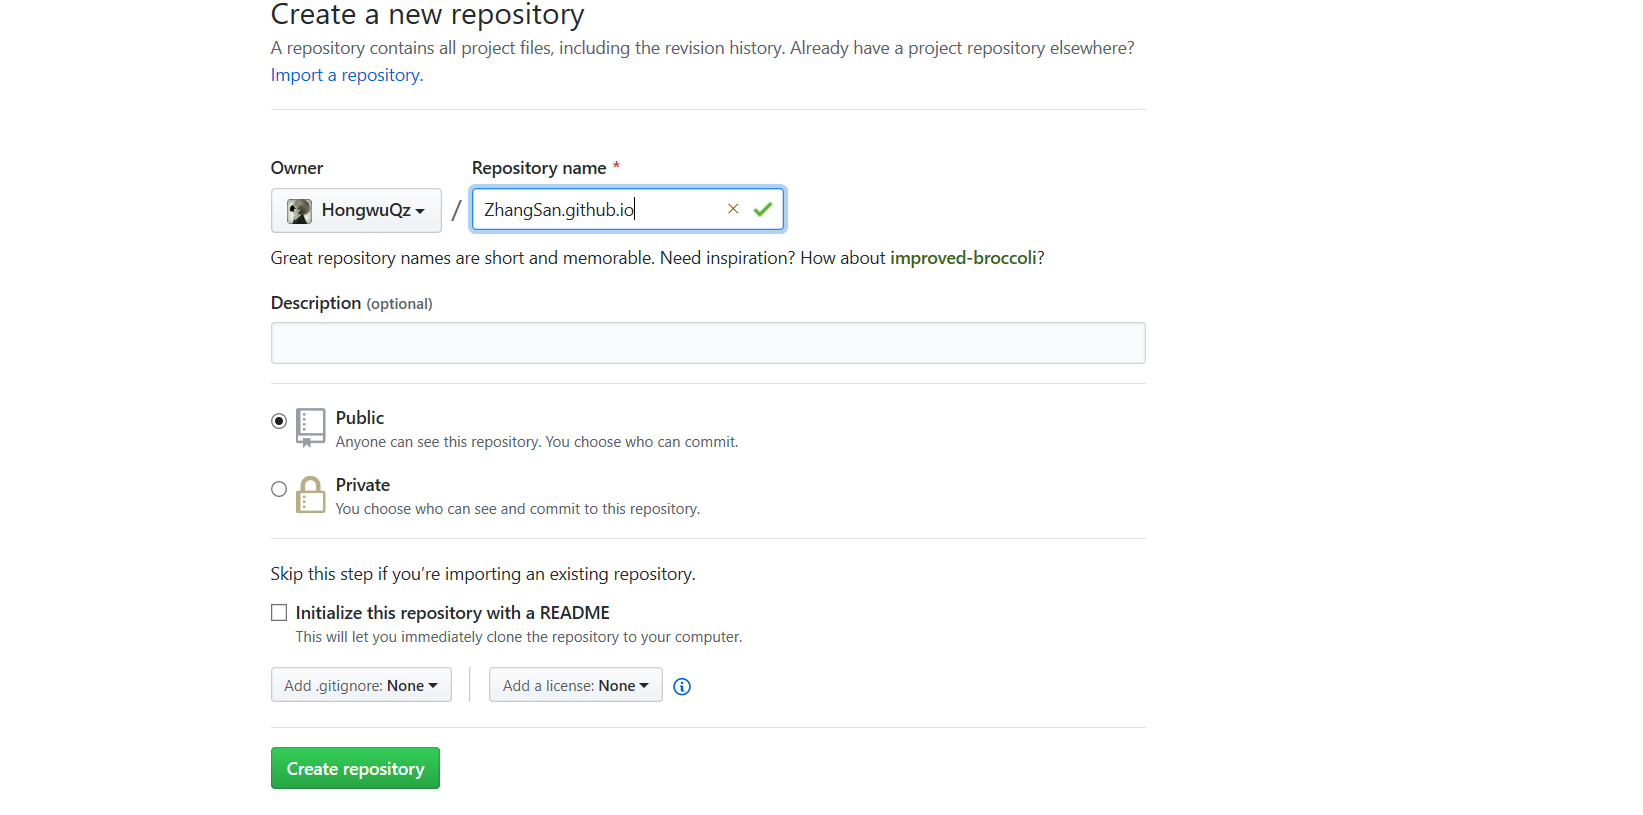 Create a new repository
A repository contains all project files, including the revision history. Already have a project repository elsewhere?
Import a repository.
Owner
Repository name *
HongwuQz
/
ZhangSan.github.io
Great repository names are short and memorable. Need inspiration? How about improved-broccoli?
Description (optional)
Public
Anyone can see this repository. You choose who can commit.
Private
You choose who can see and commit to this repository.
Skip this step if you’re importing an existing repository.
Initialize this repository with a README
This will let you immediately clone the repository to your computer.
Add .gitignore: None
Add a license: None
Create repository